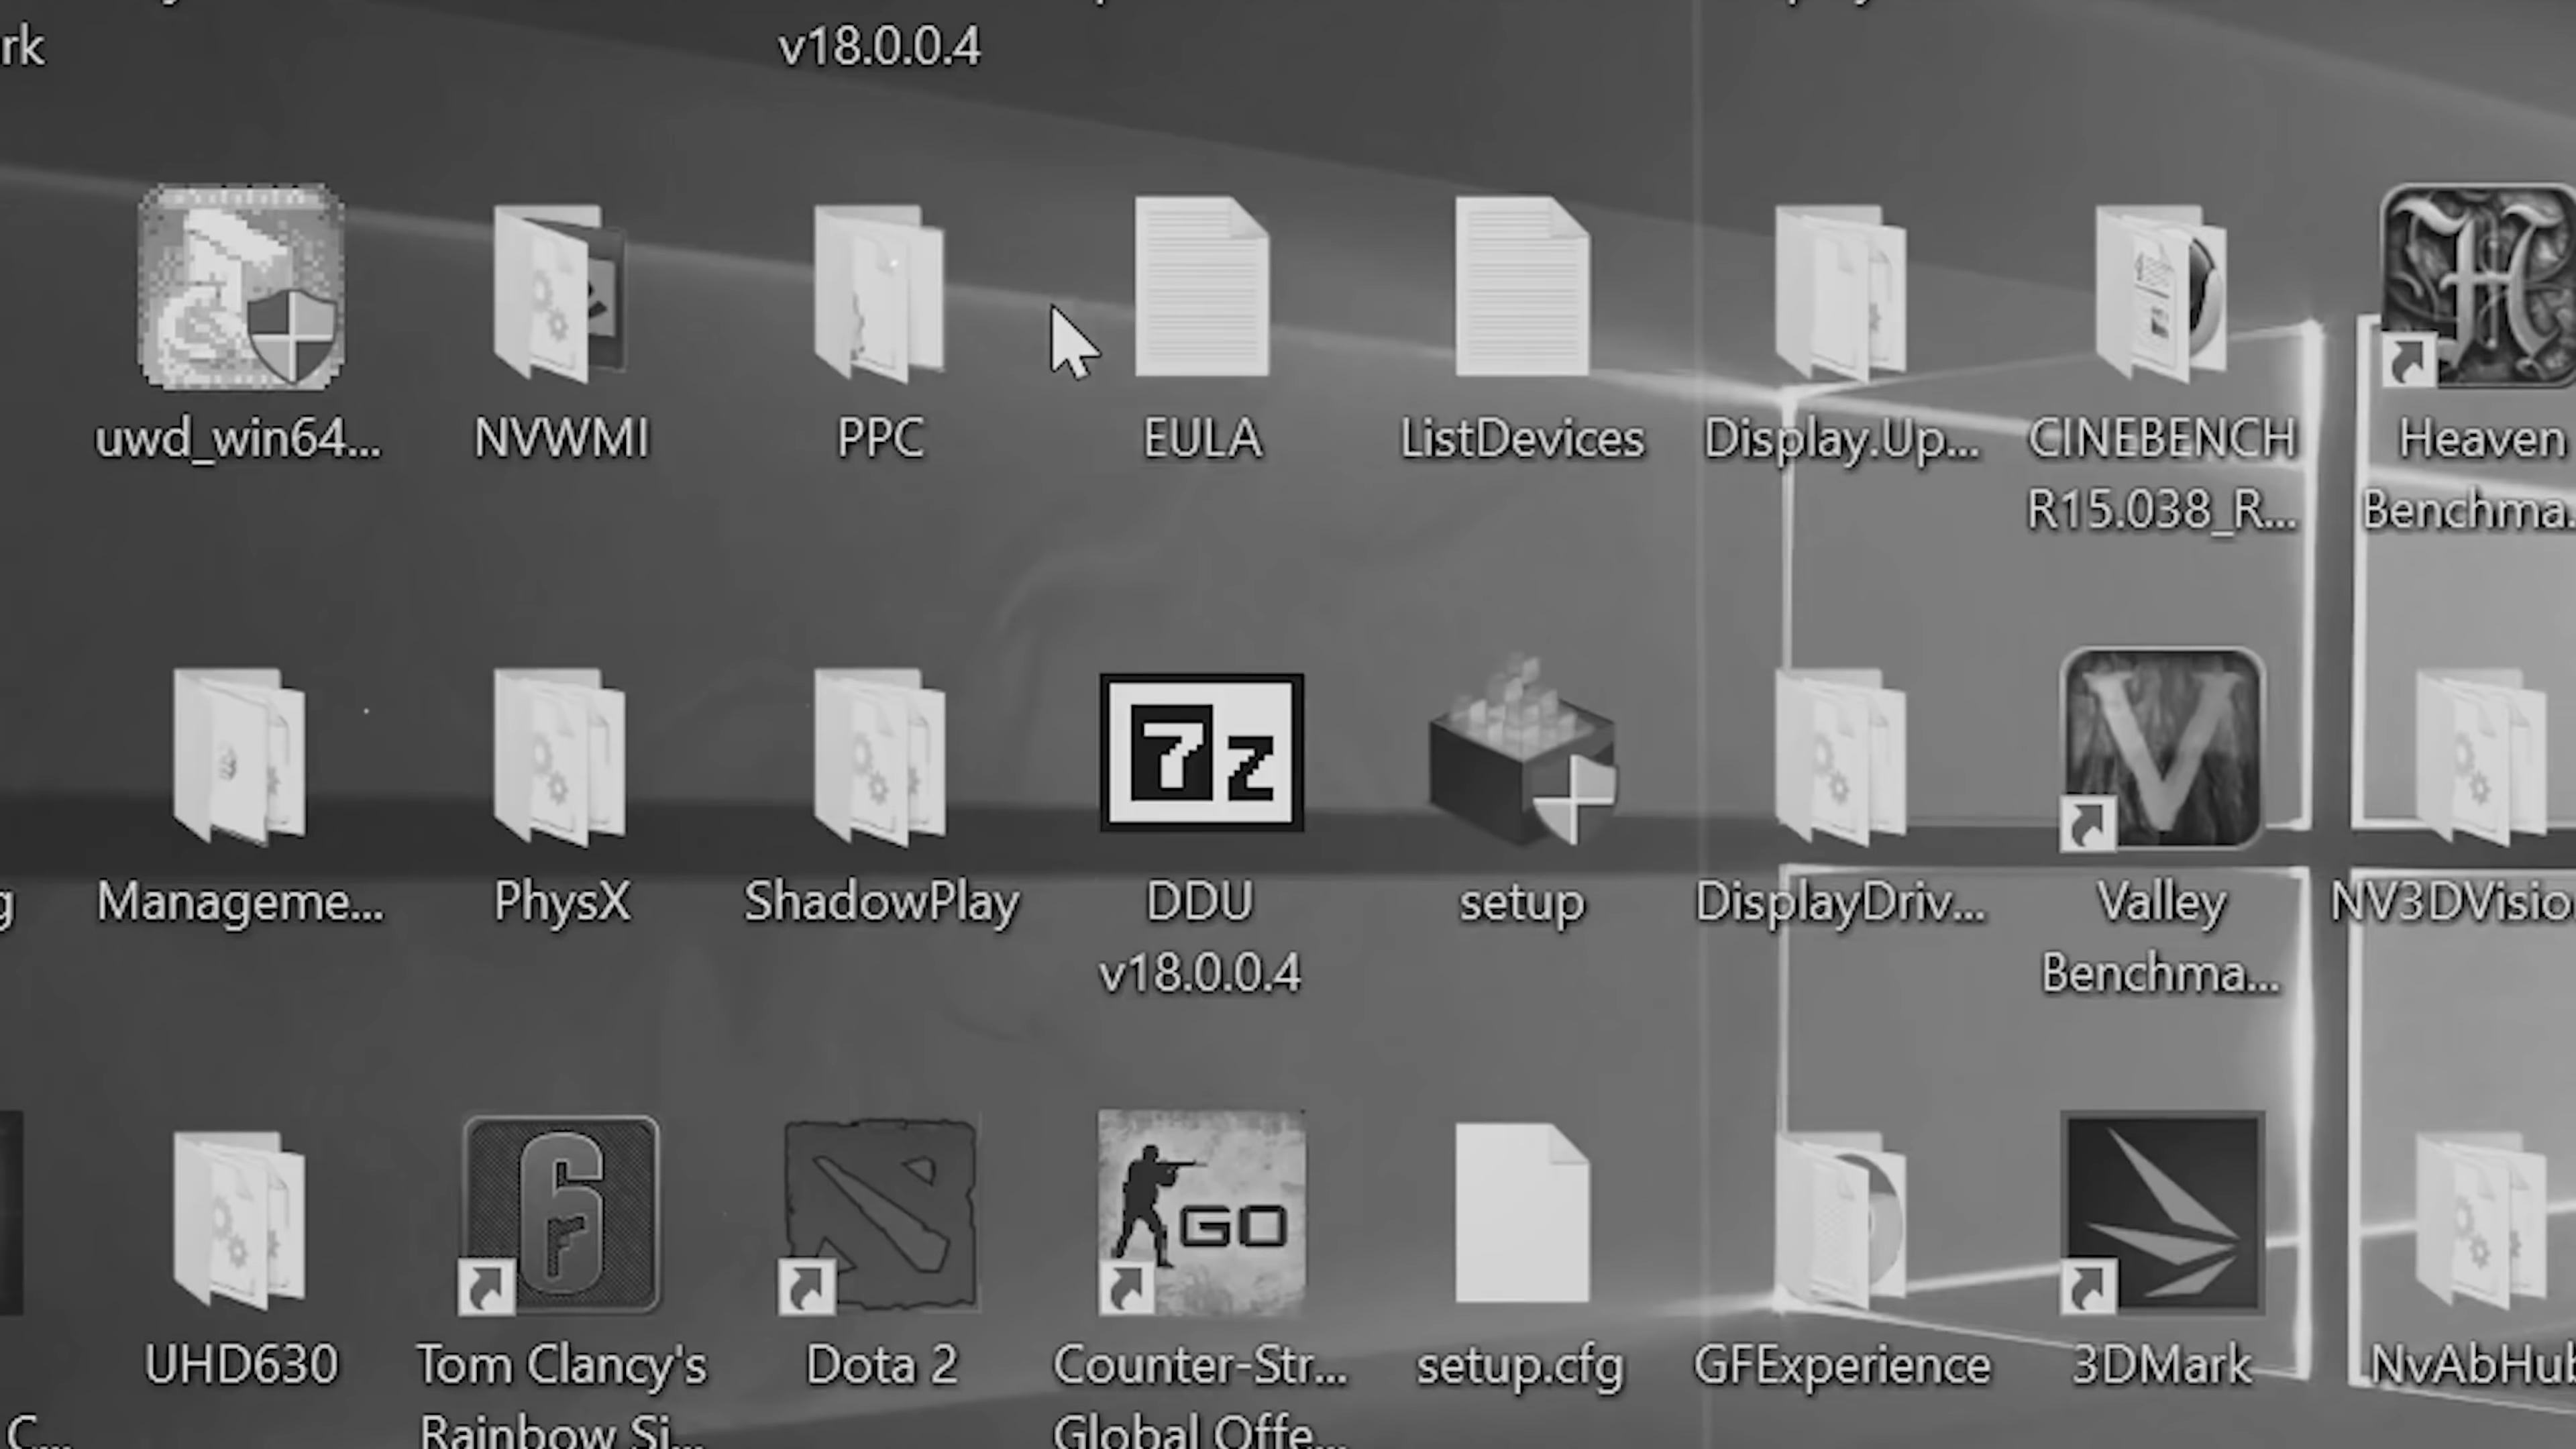 rk
v18.0.0.4
uwd_win64...
NVWMI
PPC
EULA
ListDevices
Display.Up...
CINEBENCH
R15.038_R...
Heaven
Benchma...
g
Manageme...
PhysX
ShadowPlay
7z
DDU
v18.0.0.4
setup
DisplayDriv...
Valley
Benchma...
NV3DVisio
UHD630
6
Tom Clancy's
Rainbow Si...
Dota 2
GO
Counter-Str...
Global Offe...
setup.cfg
GFExperience
3DMark
NvAbHub
C...